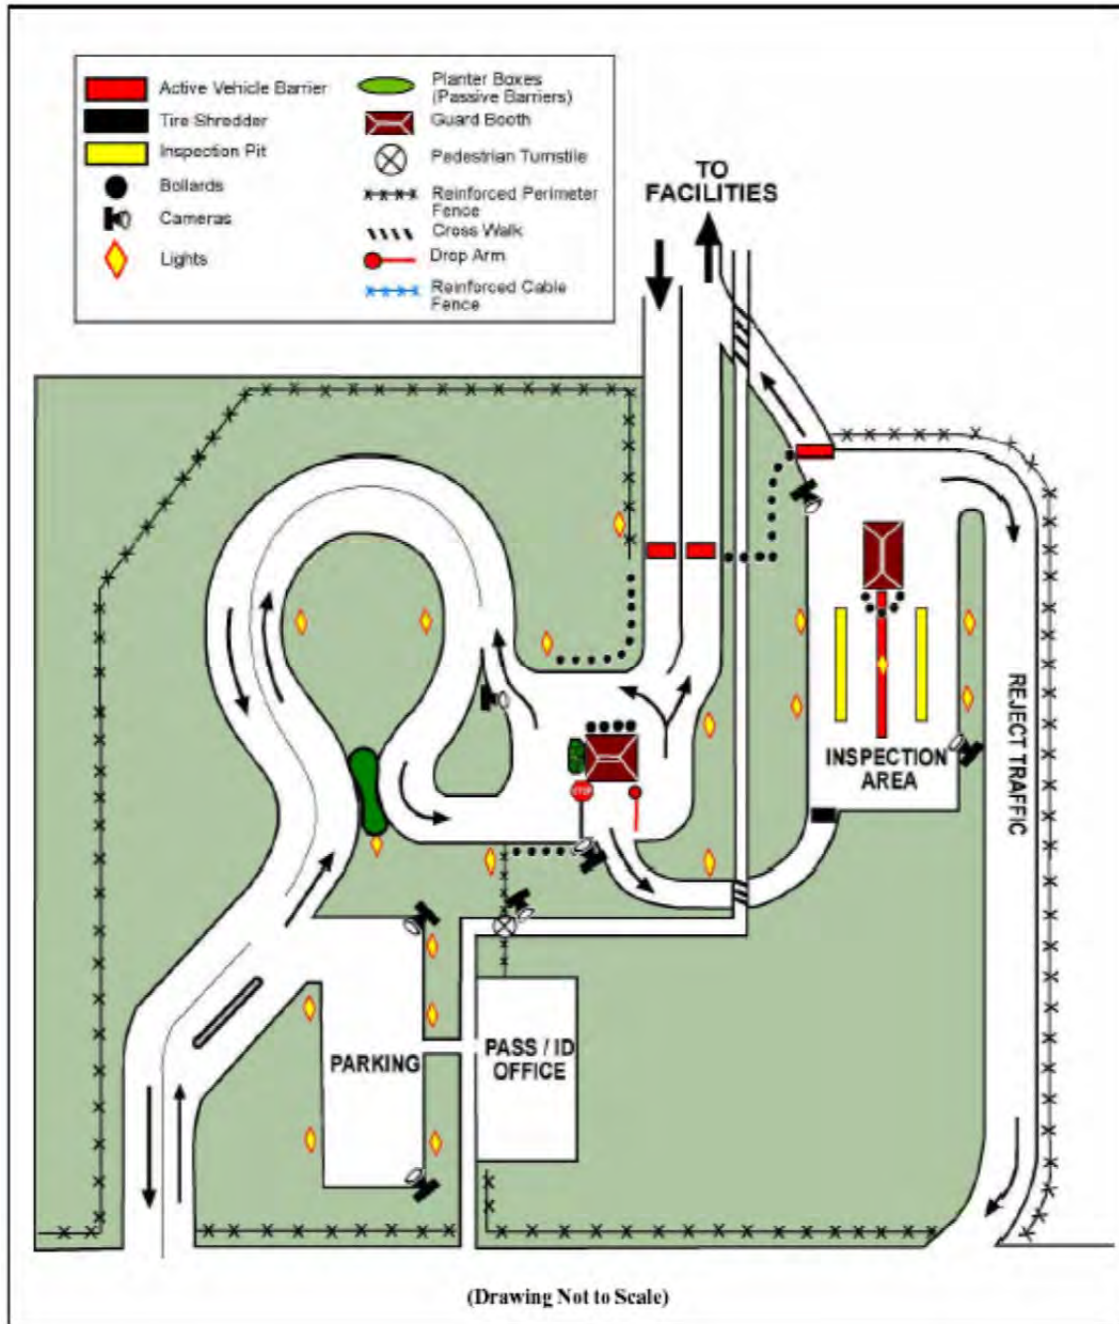 Active Vehicle Barrier
Tire Shredder
Inspection Pit
Bollards
Cameras
Lights
Planter Boxes
(Passive Barriers)
Guard Booth
Pedestrian Turnstile
Reinforced Perimeter
Fence
Cross Walk
Drop Arm
Reinforced Cable
Fence
TO
FACILITIES
STOP
INSPECTION
AREA
REJECT TRAFFIC
PARKING
PASS / ID
OFFICE
(Drawing Not to Scale)